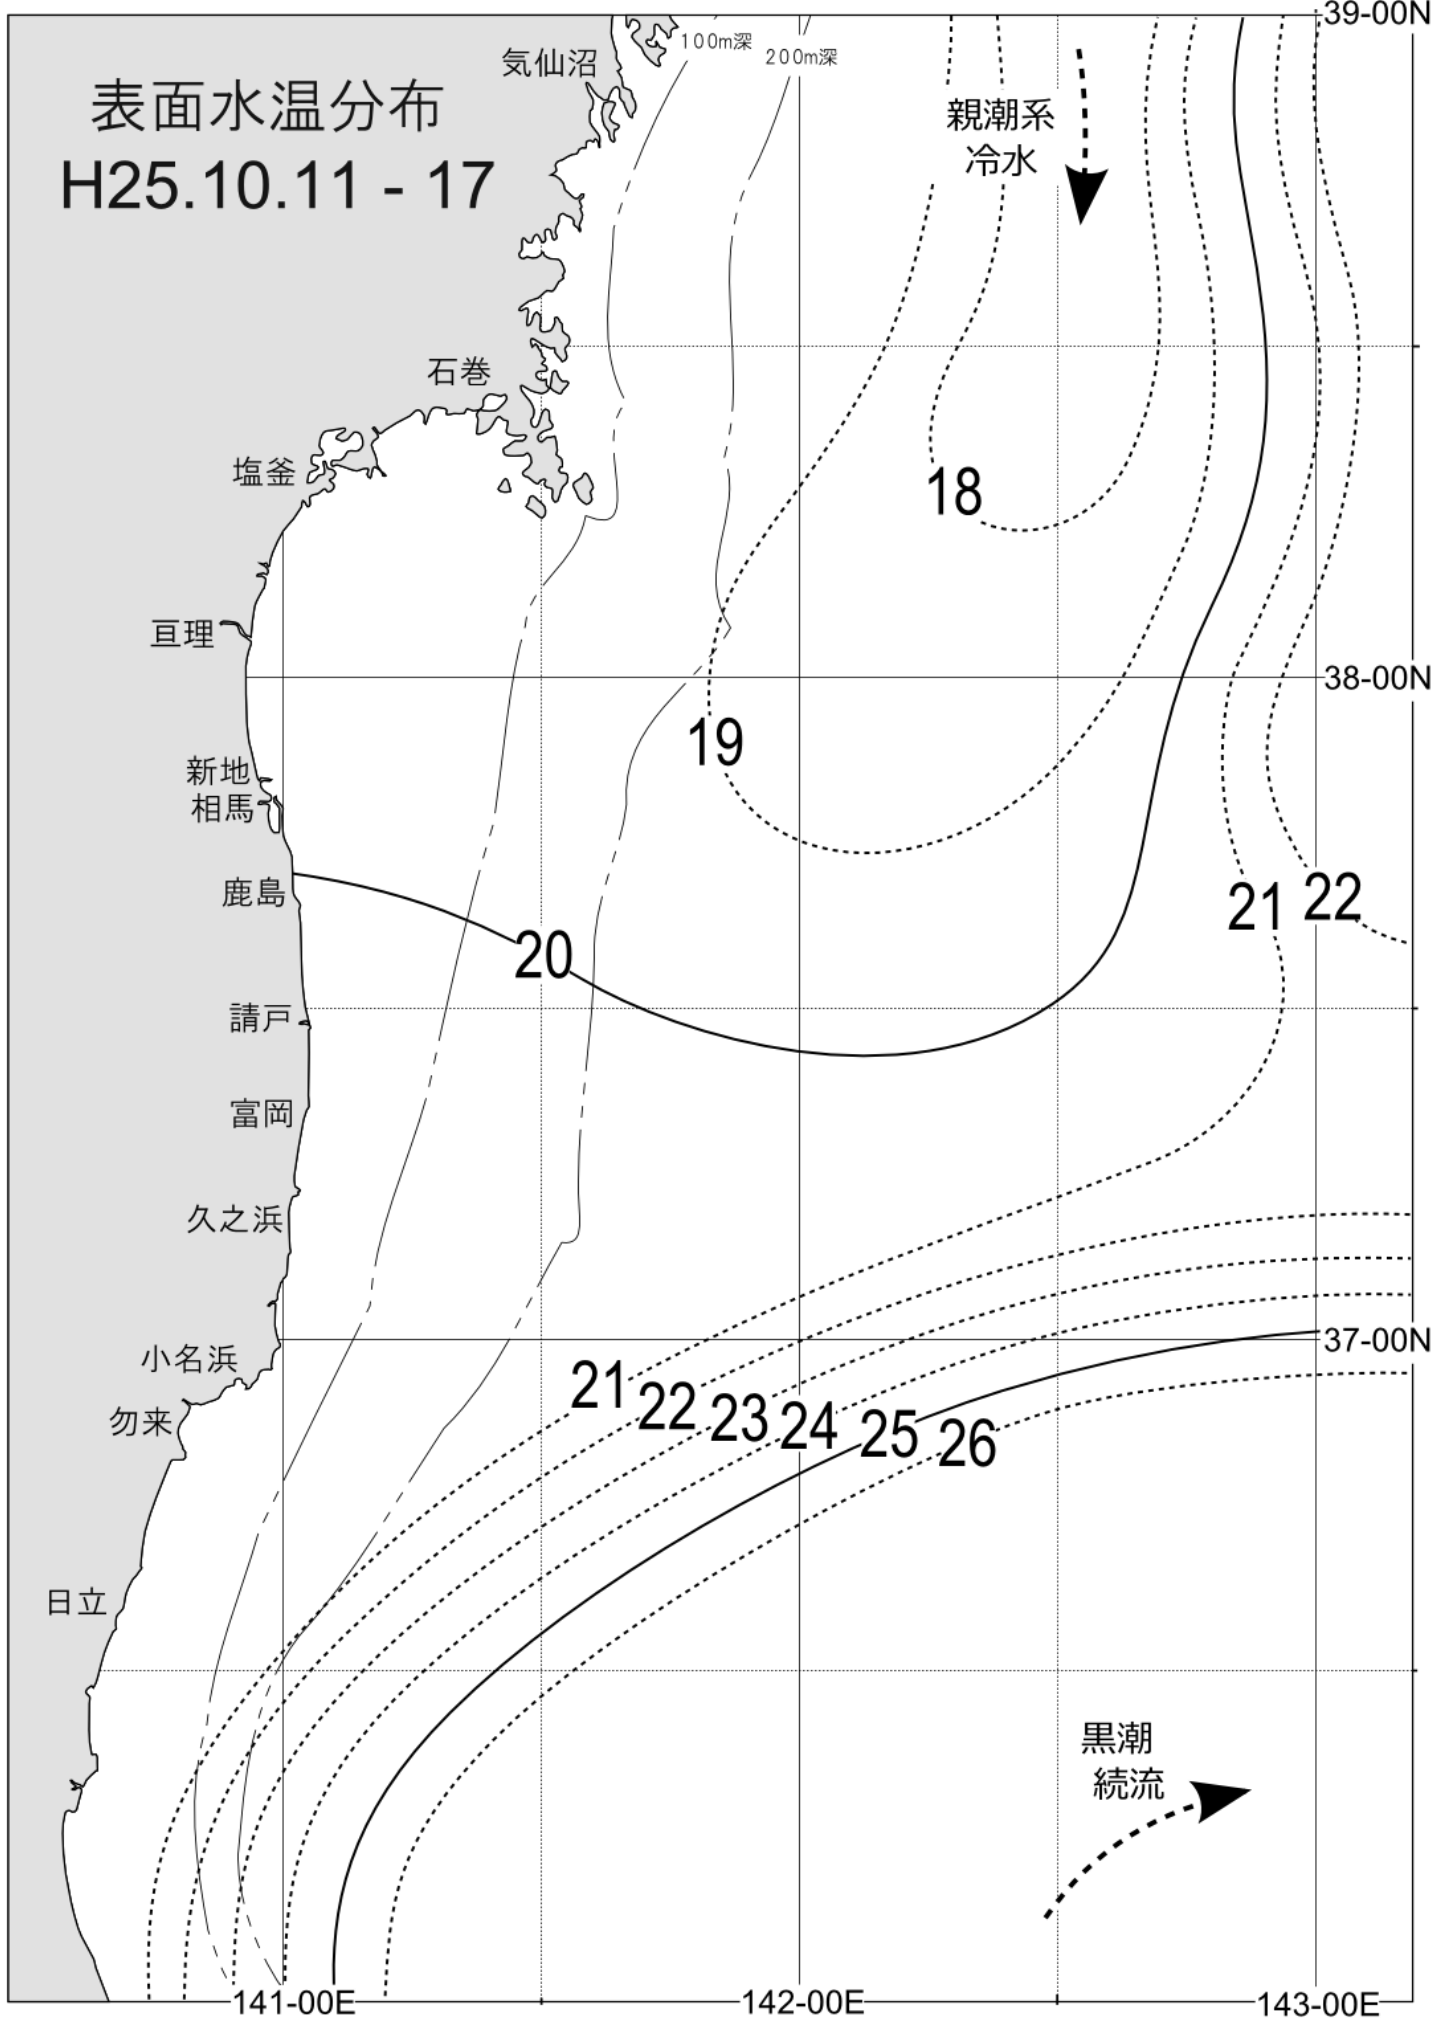 39-00N
100m深
200m深
気仙沼
表面水温分布
H25.10.11 - 17
親潮系
冷水
石巻
塩釜
18
亘理
38-00N
19
新地
相馬
鹿島
20
21
22
請戸
富岡
久之浜
37-00N
小名浜
勿来
21
22
23
24
25
26
日立
黒潮
続流
141-00E
142-00E
143-00E